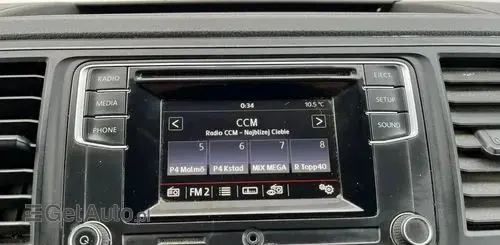 RADIO
MEDIA
PHONE
EJECT
SETUP
SOUND
0:34
10.5°C
CCM
Radio CCM - Najbliżej Ciebie
5 6 7 8
P4 Malmö P4 Kstad MIX MEGA R Topp40
FM 2
EGetAuto.pl